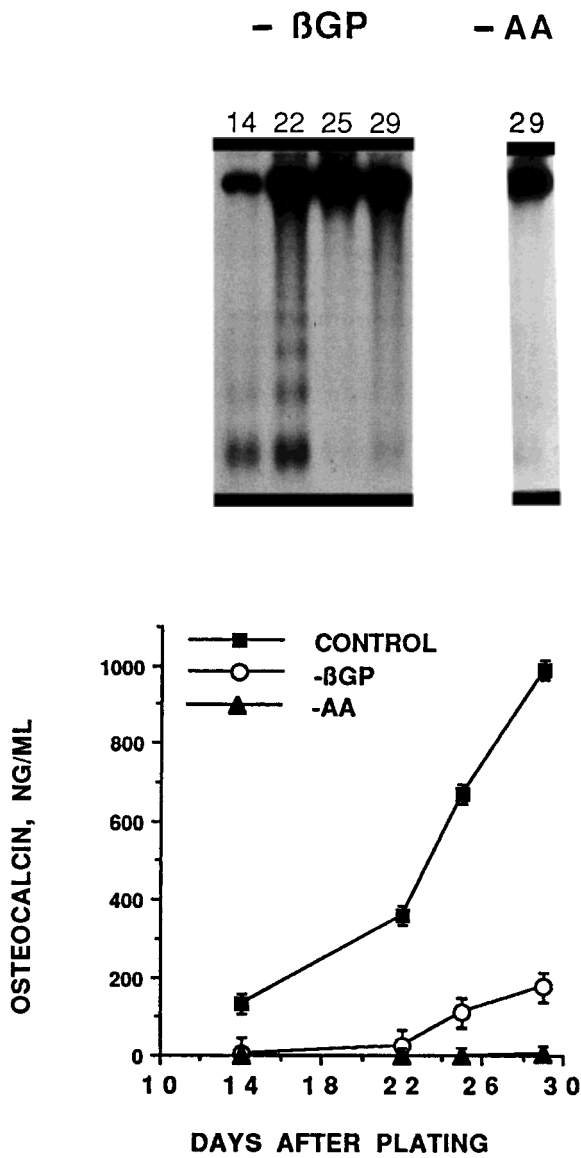 – ßGP – AA
14 22 25 29 29
CONTROL
-ßGP
-AA
1000
800
600
400
200
0
OSTEOCALCIN, NG/ML
10 14 18 22 26 30
DAYS AFTER PLATING